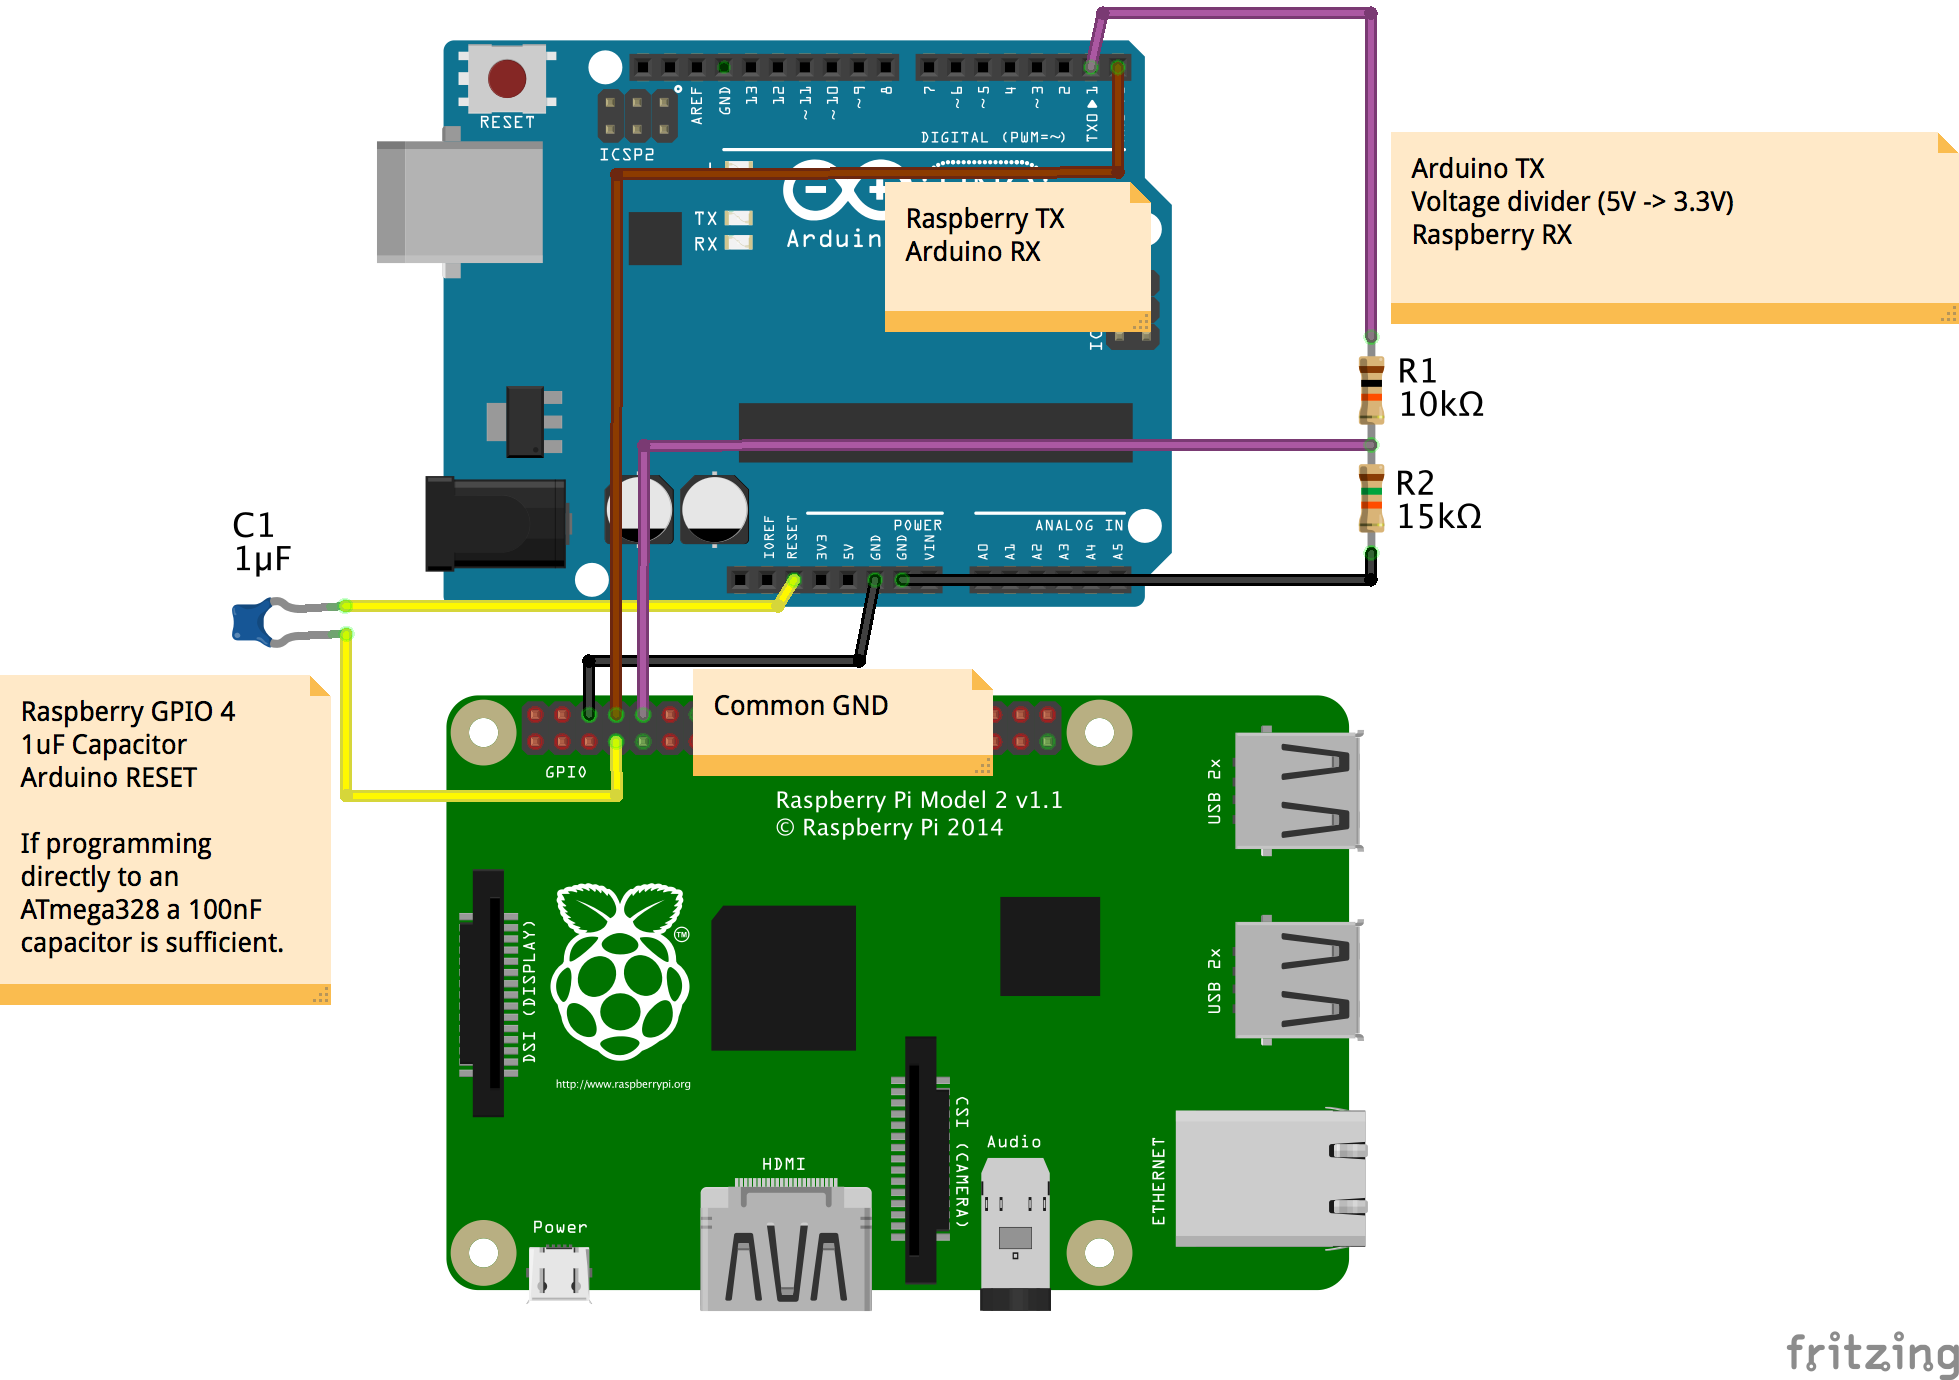 RESET
ICSP2
AREF
GND
13
12
~11
~10
~9
8
7
~6
~5
4
~3
2
TX0 ▶ 1
DIGITAL (PWM=~)
TX
RX
Arduin
Raspberry TX
Arduino RX
Arduino TX
Voltage divider (5V -> 3.3V)
Raspberry RX
R1
10kΩ
R2
15kΩ
C1
1µF
IOREF
RESET
3V3
5V
GND
GND
VIN
POWER
ANALOG IN
A0
A1
A2
A3
A4
A5
Raspberry GPIO 4
1uF Capacitor
Arduino RESET
If programming
directly to an
ATmega328 a 100nF
capacitor is sufficient.
Common GND
GPIO
Raspberry Pi Model 2 v1.1
© Raspberry Pi 2014
USB 2x
USB 2x
DSI (DISPLAY)
TM
http://www.raspberrypi.org
CSI (CAMERA)
Audio
HDMI
ETHERNET
Power
fritzing